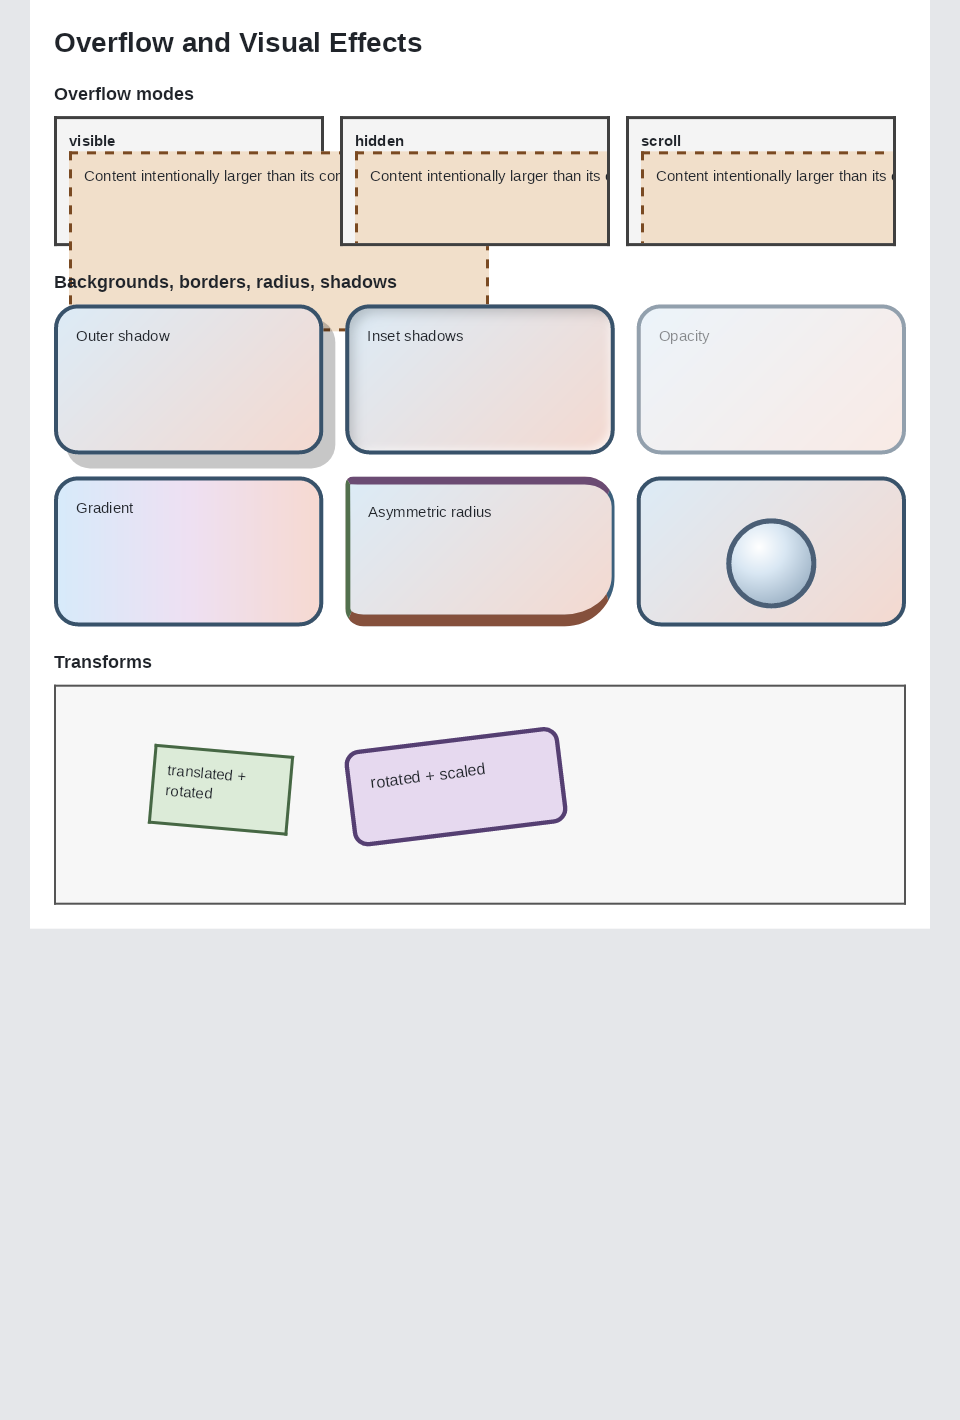 Overflow and Visual Effects
Overflow modes
visible
Content intentionally larger than its
hidden
Content intentionally larger than its
scroll
Content intentionally larger than its
Backgrounds, borders, radius, shadows
Outer shadow
Inset shadows
Opacity
Gradient
Asymmetric radius
Transforms
translated +
rotated
rotated + scaled